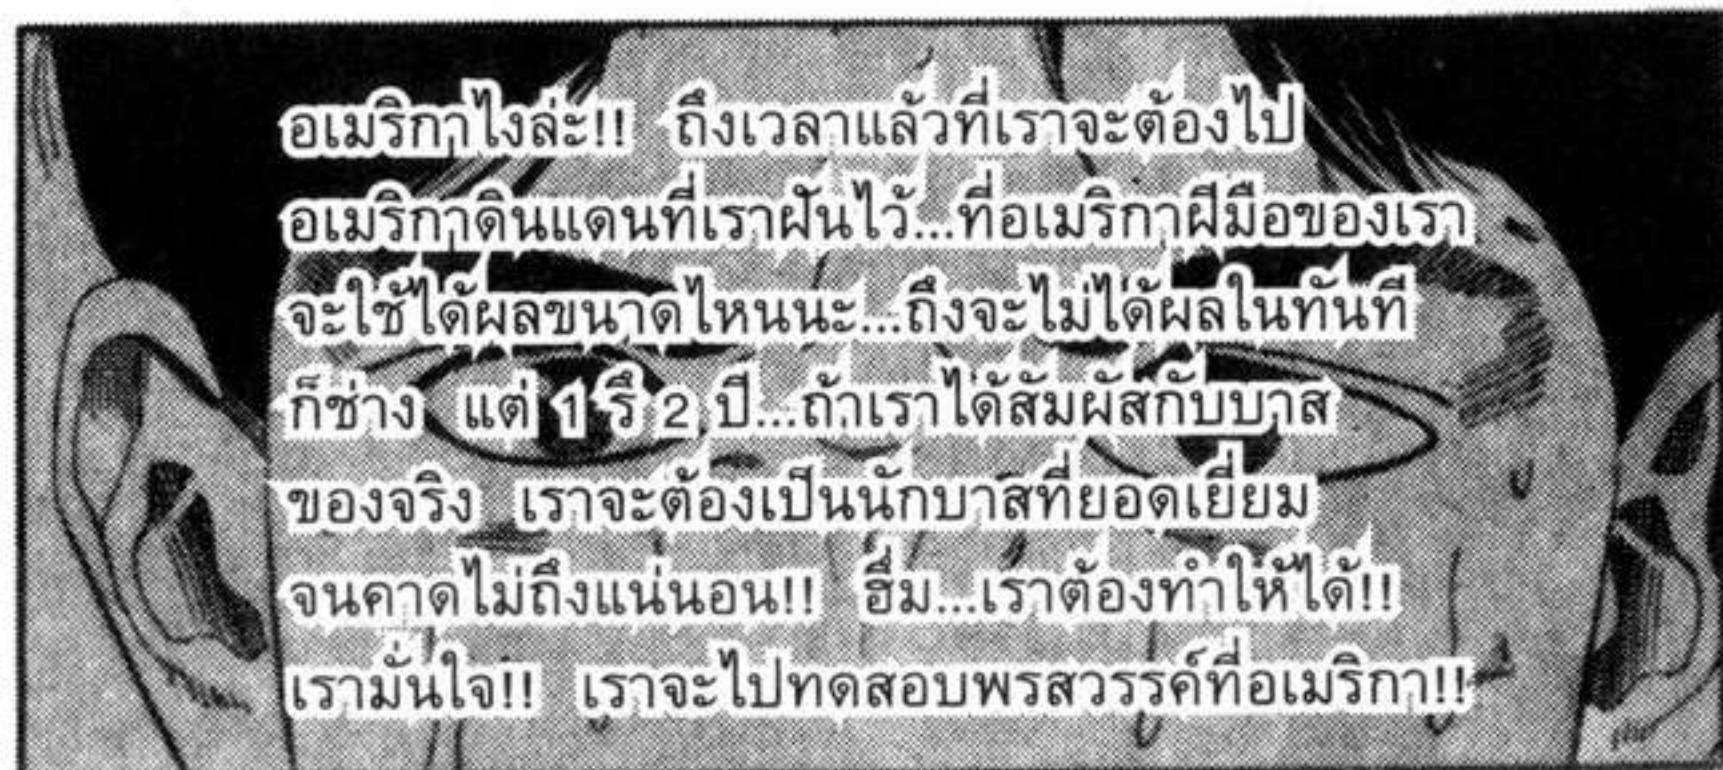 อเมริกาไงล่ะ!! ถึงเวลาแล้วที่เราจะต้องไป
อเมริกาดินแดนที่เราฝันไว้...ที่อเมริกาฝีมือของเรา
จะใช้ได้ผลขนาดไหนนะ...ถึงจะไม่ได้ผลในทันที
ก็ช่าง แต่ 1 รึ 2 ปี...ถ้าเราได้สัมผัสกับบาส
ของจริง เราจะต้องเป็นนักบาสที่ยอดเยี่ยม
จนคาดไม่ถึงแน่นอน!! ฮึ่ม...เราต้องทำให้ได้!!
เรามั่นใจ!! เราจะไปทดสอบพรสวรรค์ที่อเมริกา!!